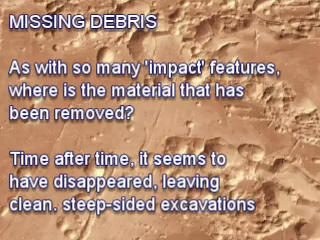 MISSING DEBRIS
As with so many 'impact' features,
where is the material that has
been removed?
Time after time, it seems to
have disappeared, leaving
clean. steep-sided excavations